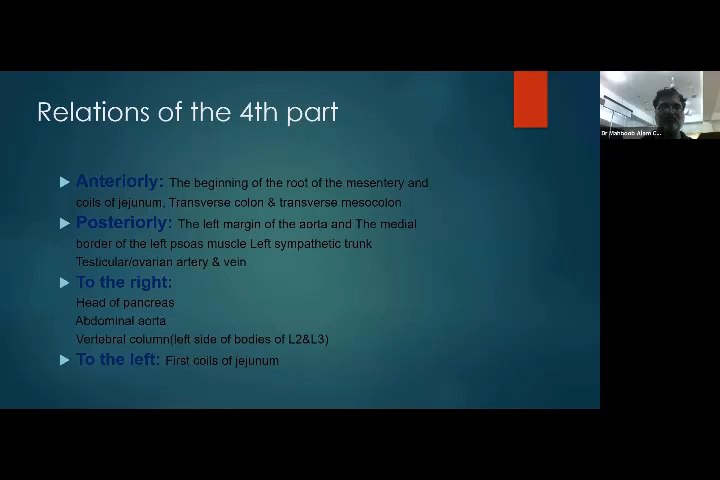 Relations of the 4th part
Dr Mahboob Alam C...
Anteriorly: The beginning of the root of the mesentery and
coils of jejunum, Transverse colon & transverse mesocolon
Posteriorly: The left margin of the aorta and The medial
border of the left psoas muscle Left sympathetic trunk
Testicular/ovarian artery & vein
To the right:
Head of pancreas
Abdominal aorta
Vertebral column(left side of bodies of L2&L3)
To the left: First coils of jejunum